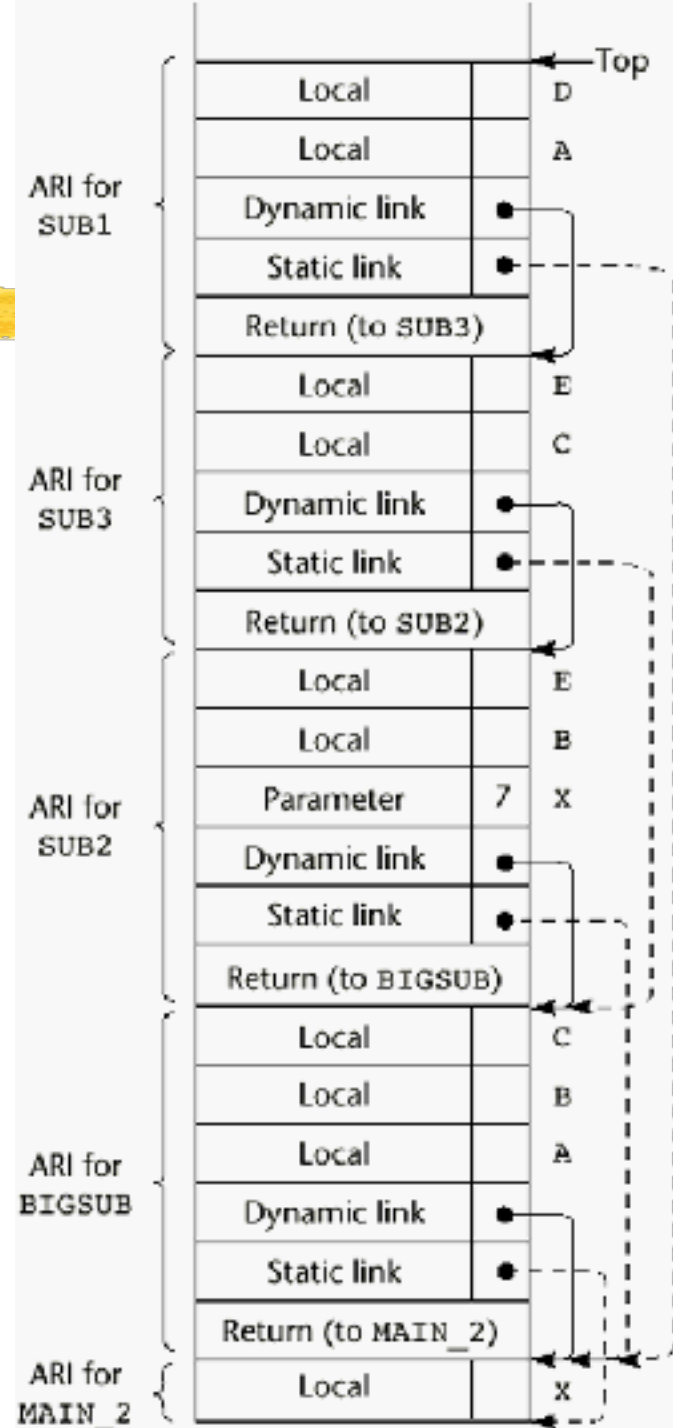 Top
Local D
Local A
ARI for
SUB1
Dynamic link
Static link
Return (to SUB3)
Local E
Local C
ARI for
SUB3
Dynamic link
Static link
Return (to SUB2)
Local E
Local B
Parameter 7 X
ARI for
SUB2
Dynamic link
Static link
Return (to BIGSUB)
Local C
Local B
Local A
ARI for
BIGSUB
Dynamic link
Static link
Return (to MAIN_2)
ARI for
MAIN_2
Local X